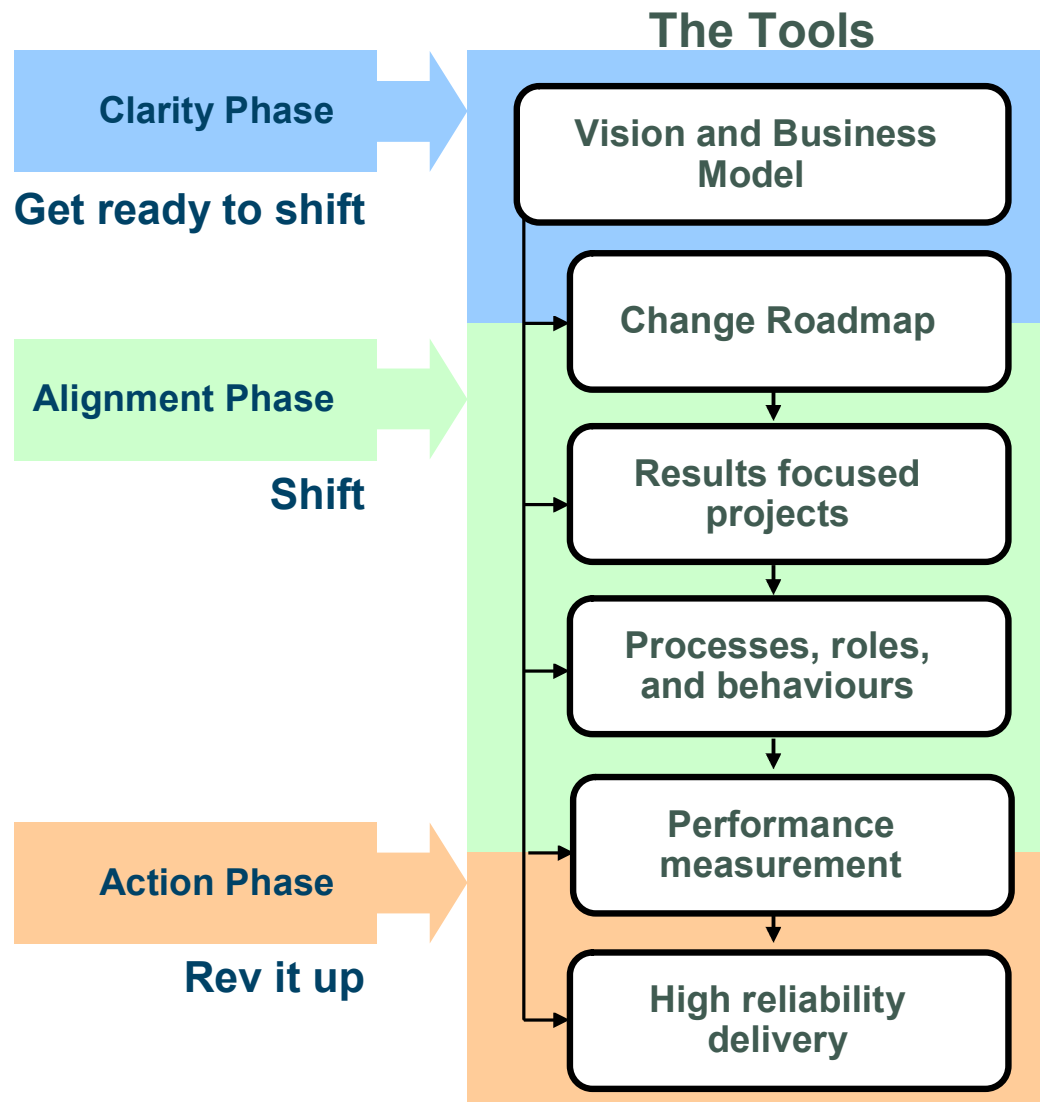 The Tools
Clarity Phase
Get ready to shift
Vision and Business
Model
Change Roadmap
Alignment Phase
Shift
Results focused
projects
Processes, roles,
and behaviours
Performance
measurement
Action Phase
Rev it up
High reliability
delivery